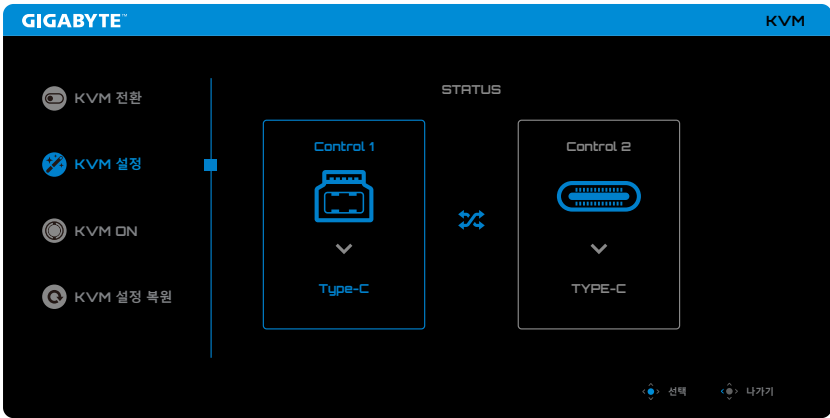 GIGABYTE™
KVM
KVM 전환
KVM 설정
KVM ON
KVM 설정 복원
STATUS
Control 1
Type-C
Control 2
TYPE-C
선택
나가기